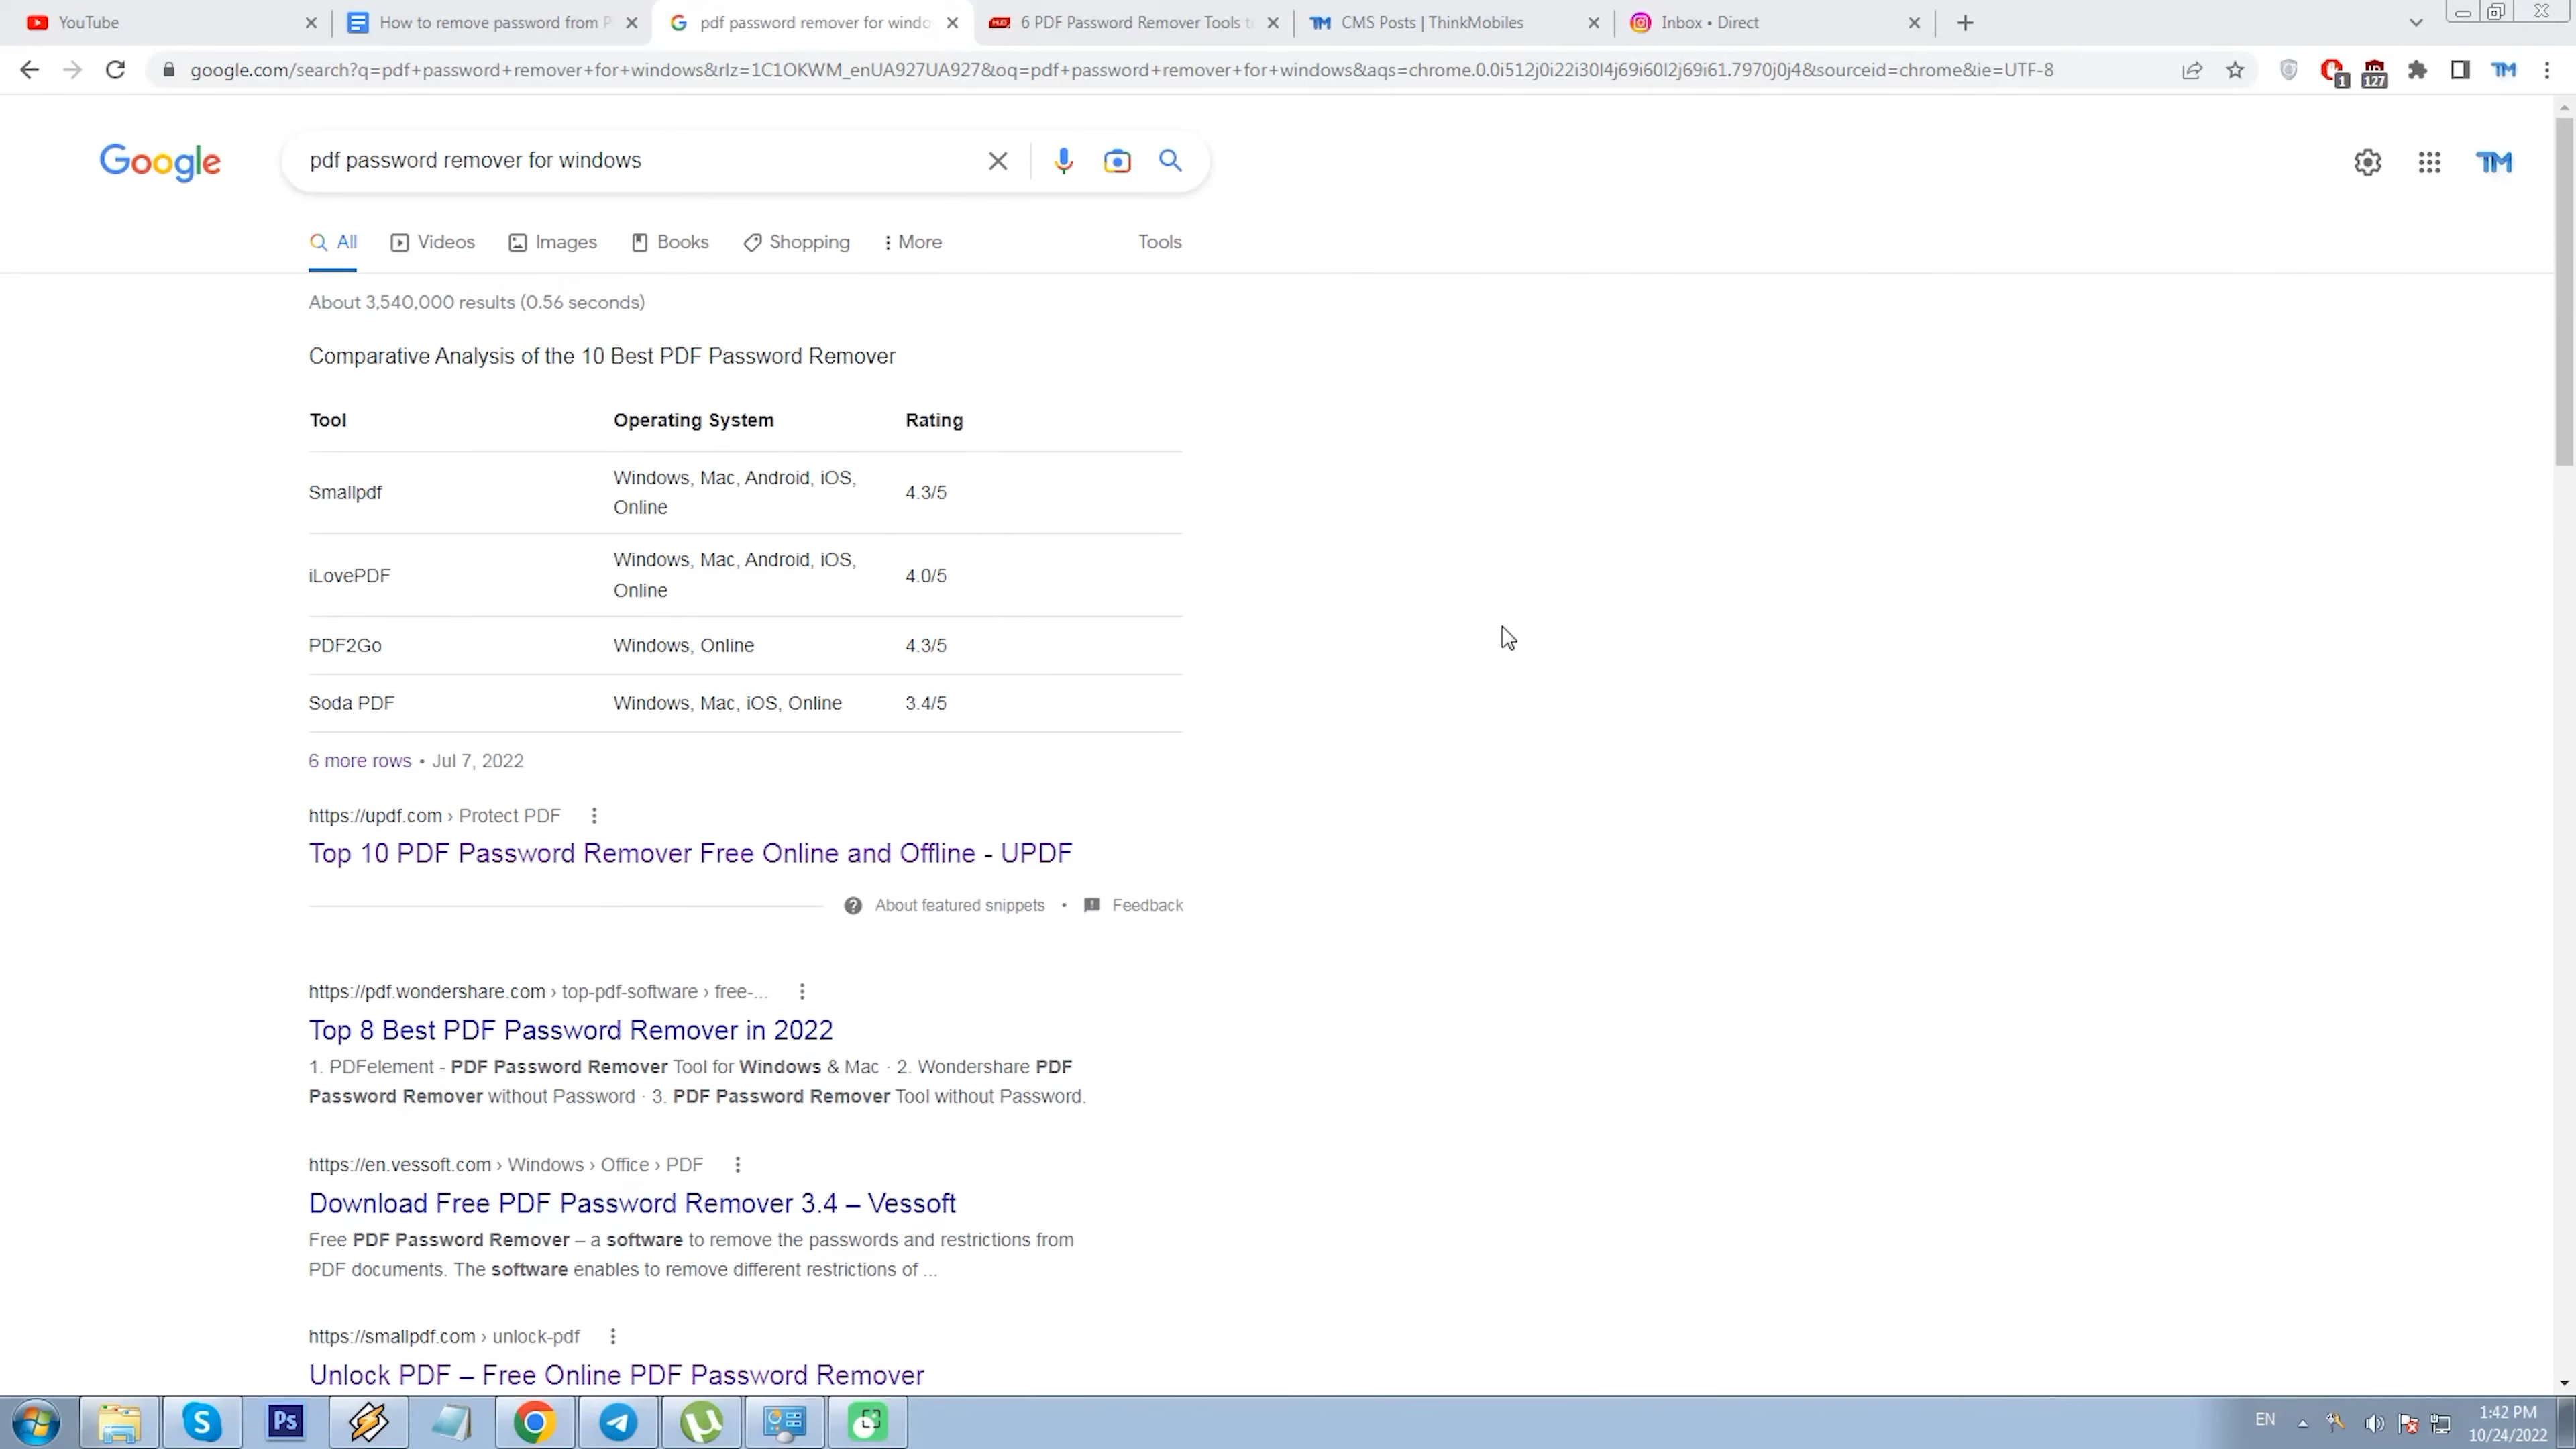 YouTube
How to remove password from P
pdf password remover for windo
6 PDF Password Remover Tools t
CMS Posts | ThinkMobiles
Inbox • Direct
google.com/search?q=pdf+password+remover+for+windows&rlz=1C1OKWM_enUA927UA927&oq=pdf+password+remover+for+windows&aqs=chrome.0.0i512j0i22i30l4j69i60l2j69i61.7970j0j4&sourceid=chrome&ie=UTF-8
1
127
TM
Google
pdf password remover for windows
TM
All
Videos
Images
Books
Shopping
More
Tools
About 3,540,000 results (0.56 seconds)
Comparative Analysis of the 10 Best PDF Password Remover
Tool Operating System Rating
Smallpdf Windows, Mac, Android, iOS, 4.3/5
Online
iLovePDF Windows, Mac, Android, iOS, 4.0/5
Online
PDF2Go Windows, Online 4.3/5
Soda PDF Windows, Mac, iOS, Online 3.4/5
6 more rows • Jul 7, 2022
https://updf.com › Protect PDF
Top 10 PDF Password Remover Free Online and Offline - UPDF
About featured snippets • Feedback
https://pdf.wondershare.com › top-pdf-software › free-...
Top 8 Best PDF Password Remover in 2022
1. PDFelement - PDF Password Remover Tool for Windows & Mac · 2. Wondershare PDF
Password Remover without Password · 3. PDF Password Remover Tool without Password.
https://en.vessoft.com › Windows › Office › PDF
Download Free PDF Password Remover 3.4 – Vessoft
Free PDF Password Remover – a software to remove the passwords and restrictions from
PDF documents. The software enables to remove different restrictions of ...
https://smallpdf.com › unlock-pdf
Unlock PDF – Free Online PDF Password Remover
S
Ps
EN
1:42 PM
10/24/2022